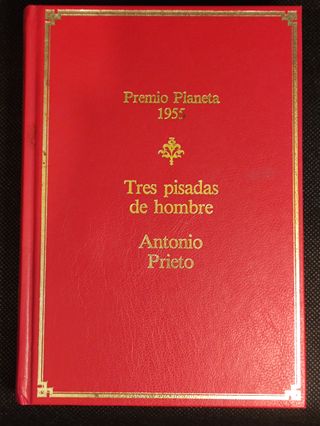 Premio Planeta
1955
Tres pisadas
de hombre
Antonio
Prieto